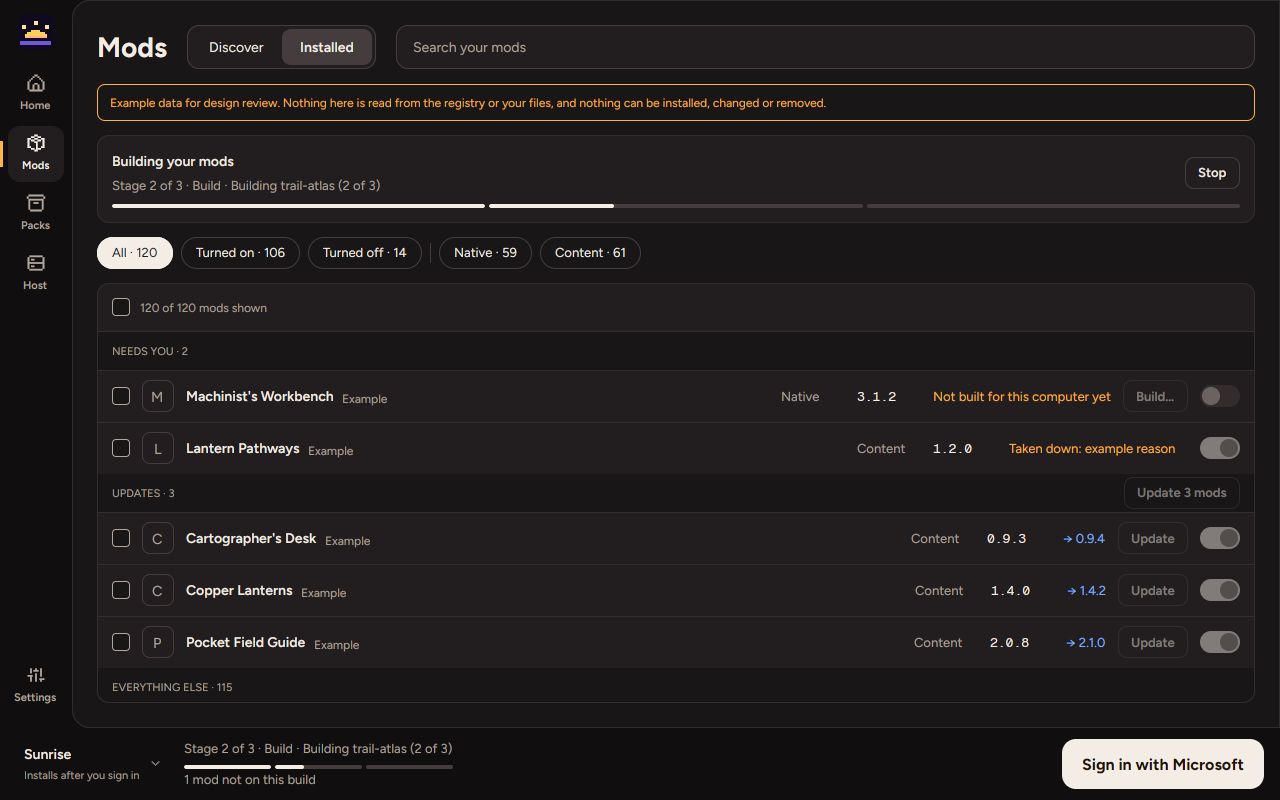 Mods
Discover
Installed
Search your mods
Home
Mods
Packs
Host
Settings
Example data for design review. Nothing here is read from the registry or your files, and nothing can be installed, changed or removed.
Building your mods
Stage 2 of 3 · Build · Building trail-atlas (2 of 3)
Stop
All · 120
Turned on · 106
Turned off · 14
Native · 59
Content · 61
120 of 120 mods shown
NEEDS YOU · 2
M Machinist's Workbench Example Native 3.1.2 Not built for this computer yet Build...
L Lantern Pathways Example Content 1.2.0 Taken down: example reason
UPDATES · 3 Update 3 mods
C Cartographer's Desk Example Content 0.9.3 → 0.9.4 Update
C Copper Lanterns Example Content 1.4.0 → 1.4.2 Update
P Pocket Field Guide Example Content 2.0.8 → 2.1.0 Update
EVERYTHING ELSE · 115
Sunrise
Installs after you sign in
Stage 2 of 3 · Build · Building trail-atlas (2 of 3)
1 mod not on this build
Sign in with Microsoft